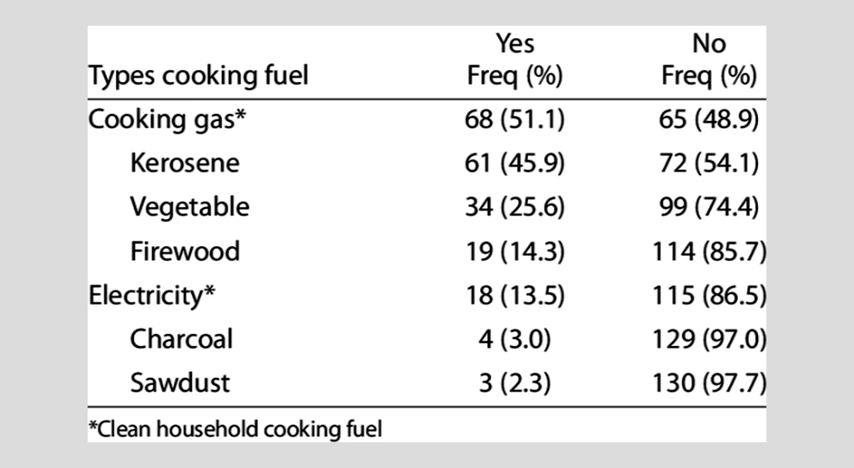 Yes No
Types cooking fuel Freq (%) Freq (%)
Cooking gas* 68 (51.1) 65 (48.9)
Kerosene 61 (45.9) 72 (54.1)
Vegetable 34 (25.6) 99 (74.4)
Firewood 19 (14.3) 114 (85.7)
Electricity* 18 (13.5) 115 (86.5)
Charcoal 4 (3.0) 129 (97.0)
Sawdust 3 (2.3) 130 (97.7)
*Clean household cooking fuel